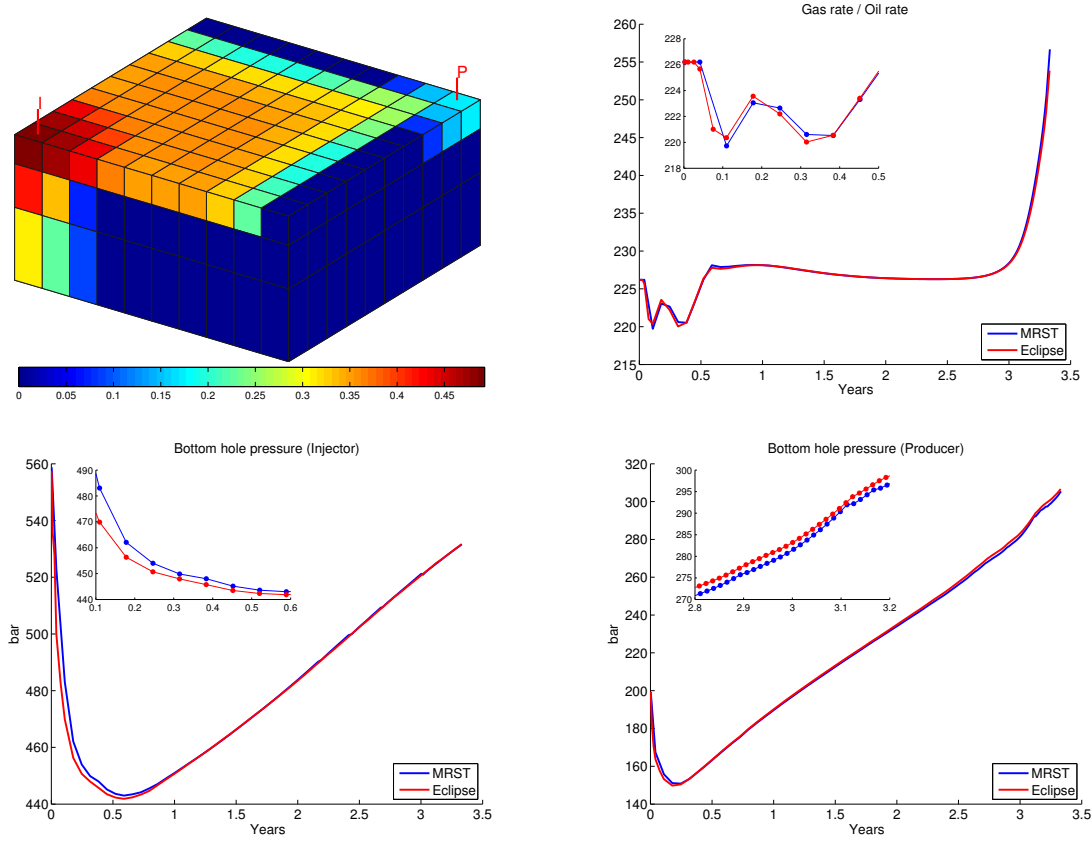 I
P
0 0.05 0.1 0.15 0.2 0.25 0.3 0.35 0.4 0.45
Gas rate / Oil rate
260
255
250
245
240
235
230
225
220
215
0 0.5 1 1.5 2 2.5 3 3.5
Years
228
226
224
222
220
218
0 0.1 0.2 0.3 0.4 0.5
MRST
Eclipse
Bottom hole pressure (Injector)
560
540
520
500
480
460
440
bar
0 0.5 1 1.5 2 2.5 3 3.5
Years
490
480
470
460
450
440
0.1 0.2 0.3 0.4 0.5 0.6
MRST
Eclipse
Bottom hole pressure (Producer)
320
300
280
260
240
220
200
180
160
140
bar
0 0.5 1 1.5 2 2.5 3 3.5
Years
300
295
290
285
280
275
270
2.8 2.9 3 3.1 3.2
MRST
Eclipse